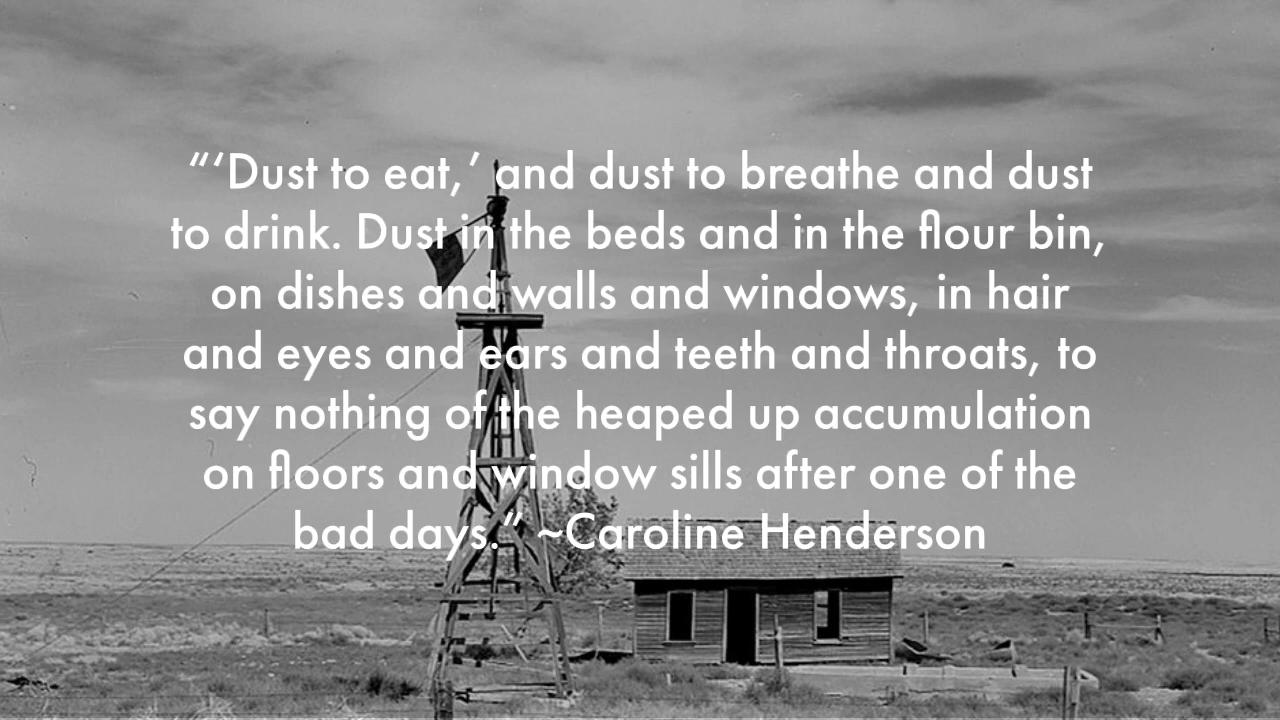 “‘Dust to eat,’ and dust to breathe and dust
to drink. Dust in the beds and in the flour bin,
on dishes and walls and windows, in hair
and eyes and ears and teeth and throats, to
say nothing of the heaped up accumulation
on floors and window sills after one of the
bad days.” ~Caroline Henderson